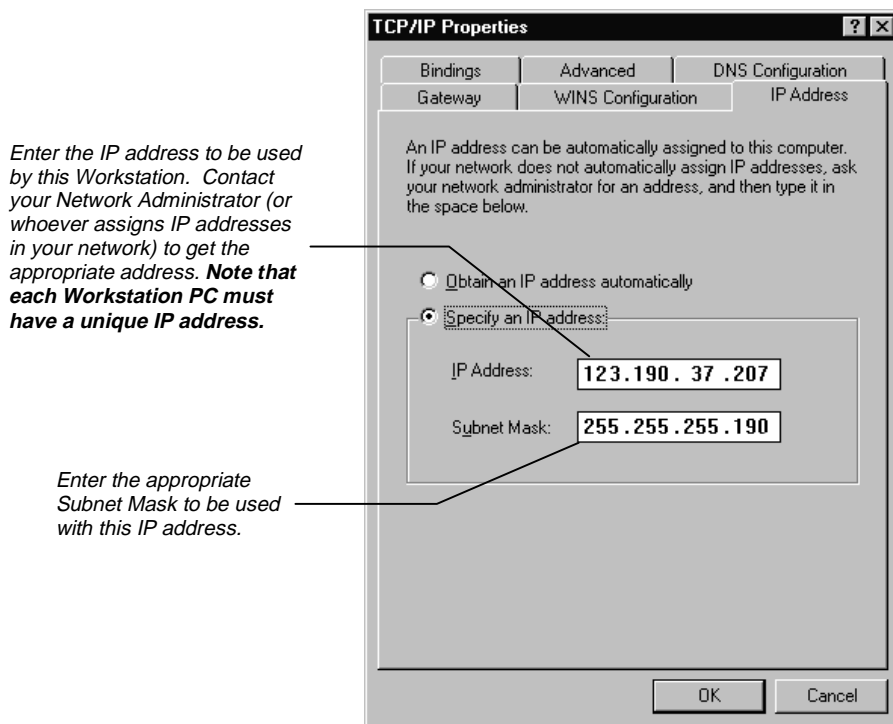 TCP/IP Properties
Bindings
Advanced
DNS Configuration
Gateway
WINS Configuration
IP Address
An IP address can be automatically assigned to this computer.
If your network does not automatically assign IP addresses, ask
your network administrator for an address, and then type it in
the space below.
Obtain an IP address automatically
Specify an IP address:
IP Address:
123.190. 37 .207
Subnet Mask:
255.255.255.190
OK
Cancel
Enter the IP address to be used
by this Workstation.  Contact
your Network Administrator (or
whoever assigns IP addresses
in your network) to get the
appropriate address. Note that
each Workstation PC must
have a unique IP address.
Enter the appropriate
Subnet Mask to be used
with this IP address.